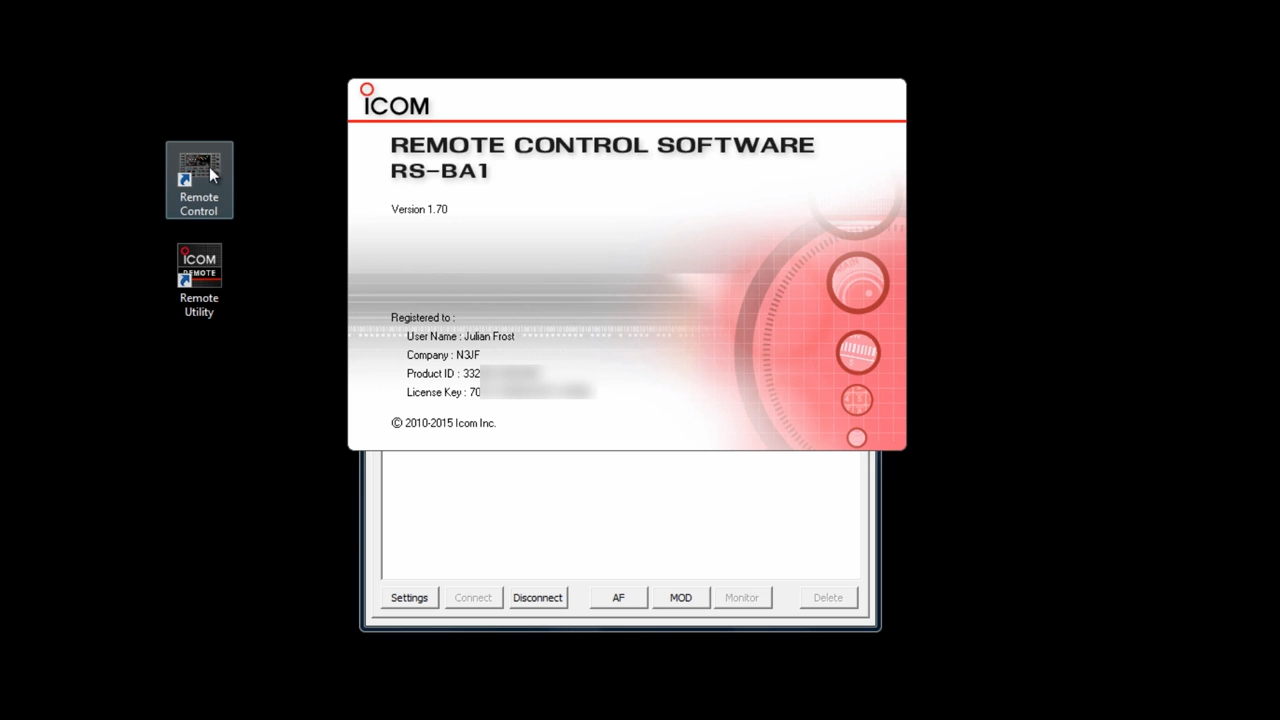 ICOM
REMOTE CONTROL SOFTWARE
RS-BA1
Version 1.70
Registered to :
User Name : Julian Frost
Company : N3JF
Product ID : 332
License Key : 70
© 2010-2015 Icom Inc.
Remote
Control
ICOM
REMOTE
Remote
Utility
Settings
Connect
Disconnect
AF
MOD
Monitor
Delete